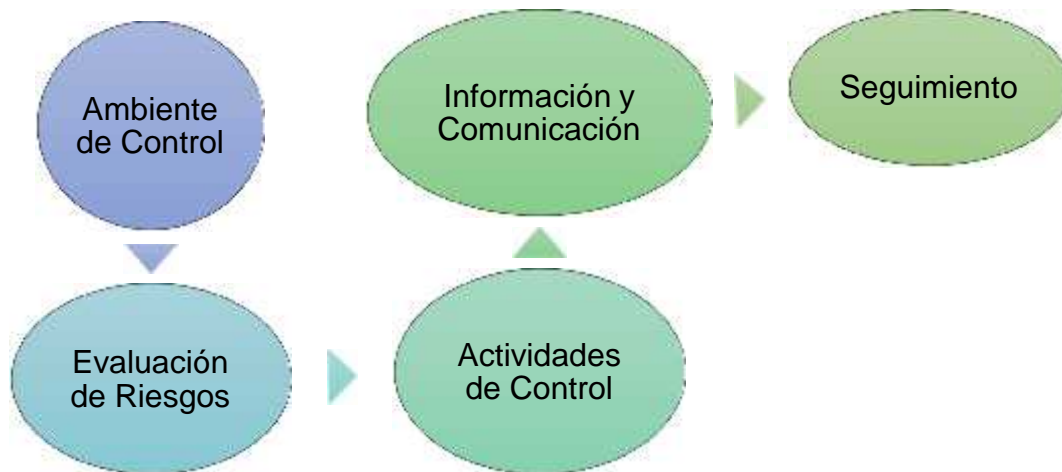 Ambiente
de Control
Evaluación
de Riesgos
Actividades
de Control
Información y
Comunicación
Seguimiento